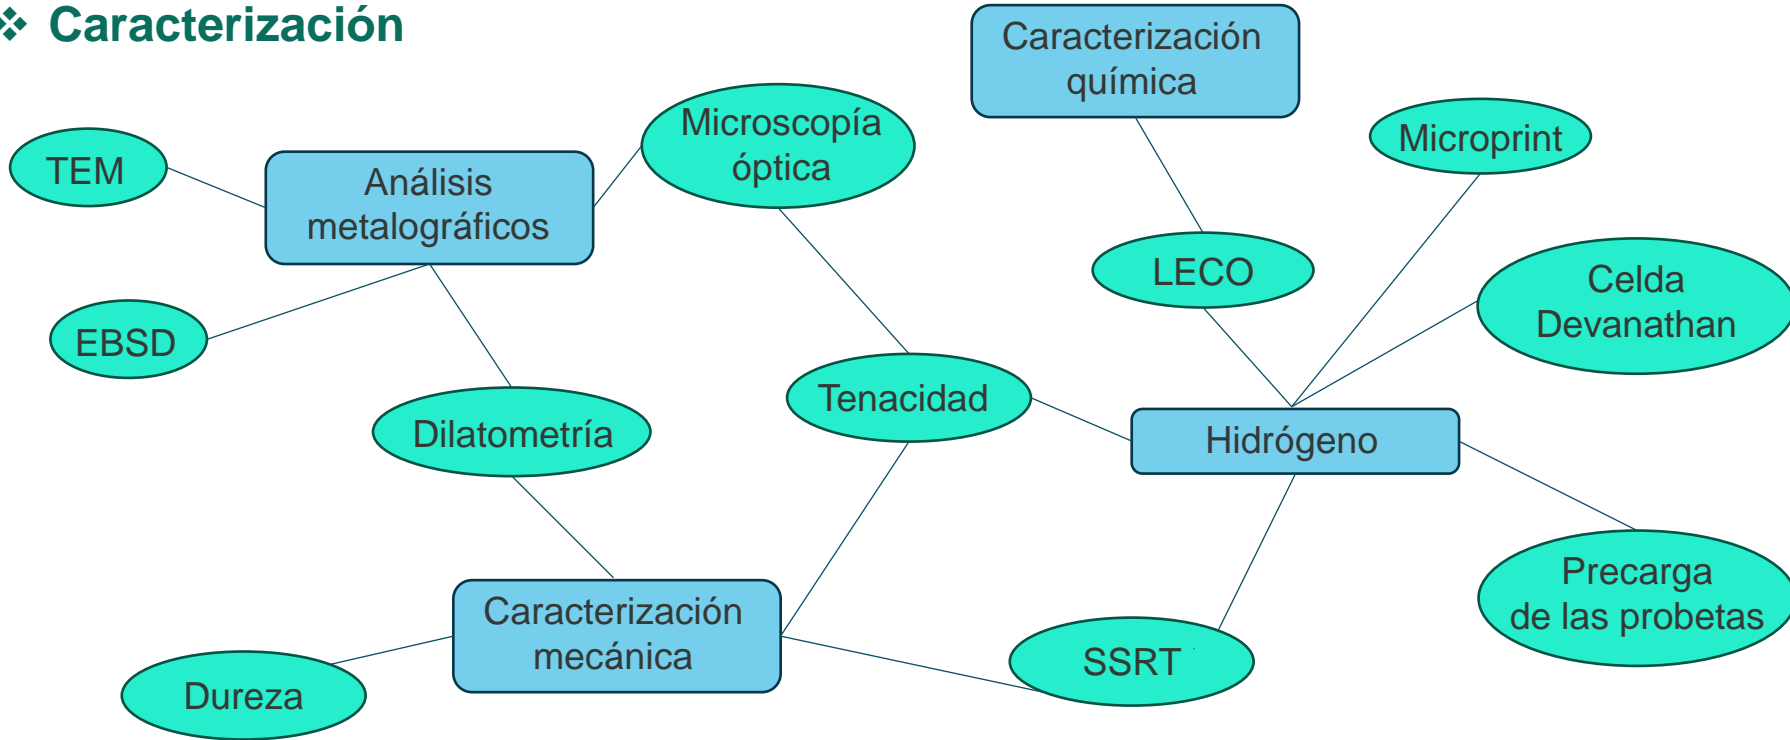 Caracterización
Caracterización
química
Microscopía
óptica
Microprint
TEM
Análisis
metalográficos
LECO
Celda
Devanathan
EBSD
Tenacidad
Dilatometría
Hidrógeno
Precarga
de las probetas
Caracterización
mecánica
SSRT
Dureza